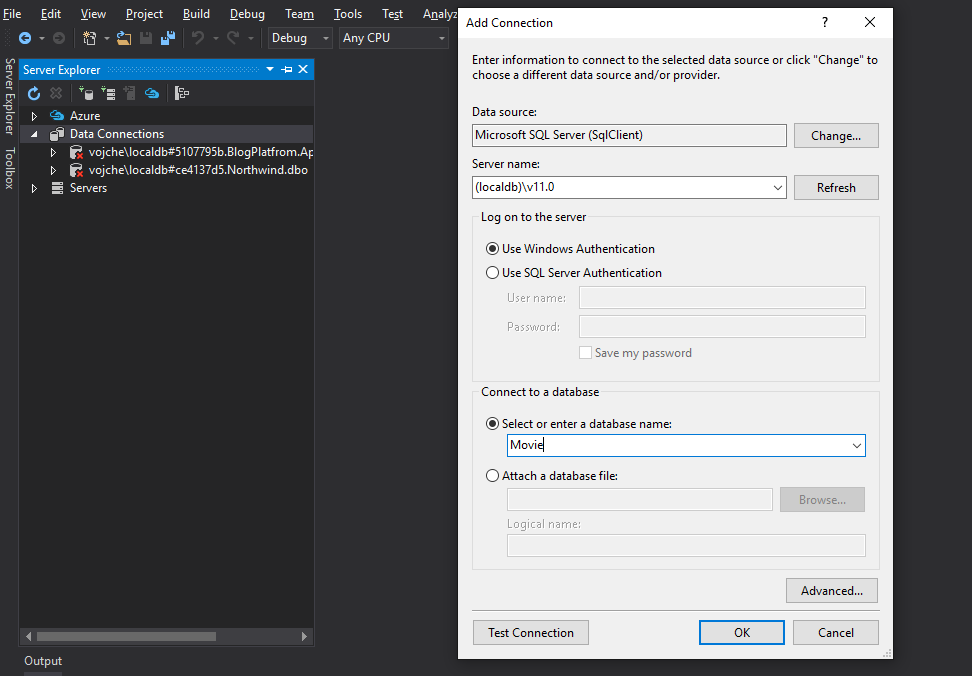 File Edit View Project Build Debug Team Tools Test Analyz
Debug Any CPU
Server Explorer
Toolbox
Server Explorer
Azure
Data Connections
vojche\localdb#5107795b.BlogPlatfrom.Ap
vojche\localdb#ce4137d5.Northwind.dbo
Servers
Output
Add Connection ?
Enter information to connect to the selected data source or click "Change" to
choose a different data source and/or provider.
Data source:
Microsoft SQL Server (SqlClient) Change...
Server name:
(localdb)\v11.0 Refresh
Log on to the server
Use Windows Authentication
Use SQL Server Authentication
User name:
Password:
Save my password
Connect to a database
Select or enter a database name:
Movie
Attach a database file:
Browse...
Logical name:
Advanced...
Test Connection OK Cancel